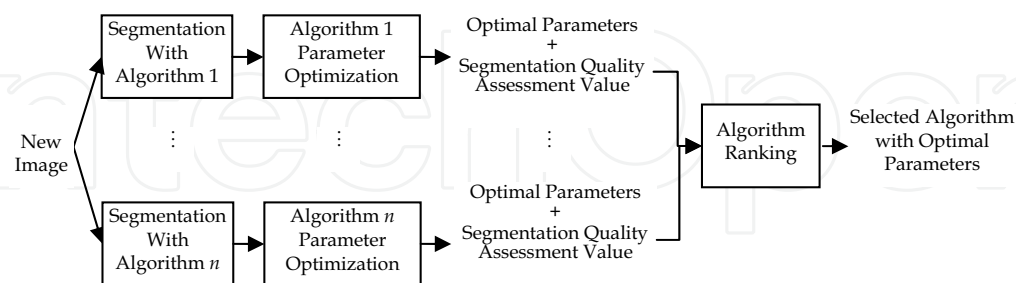 Segmentation
With
Algorithm 1
Algorithm 1
Parameter
Optimization
Optimal Parameters
+
Segmentation Quality
Assessment Value
⋮
⋮
⋮
New
Image
Algorithm
Ranking
Selected Algorithm
with Optimal
Parameters
Segmentation
With
Algorithm n
Algorithm n
Parameter
Optimization
Optimal Parameters
+
Segmentation Quality
Assessment Value